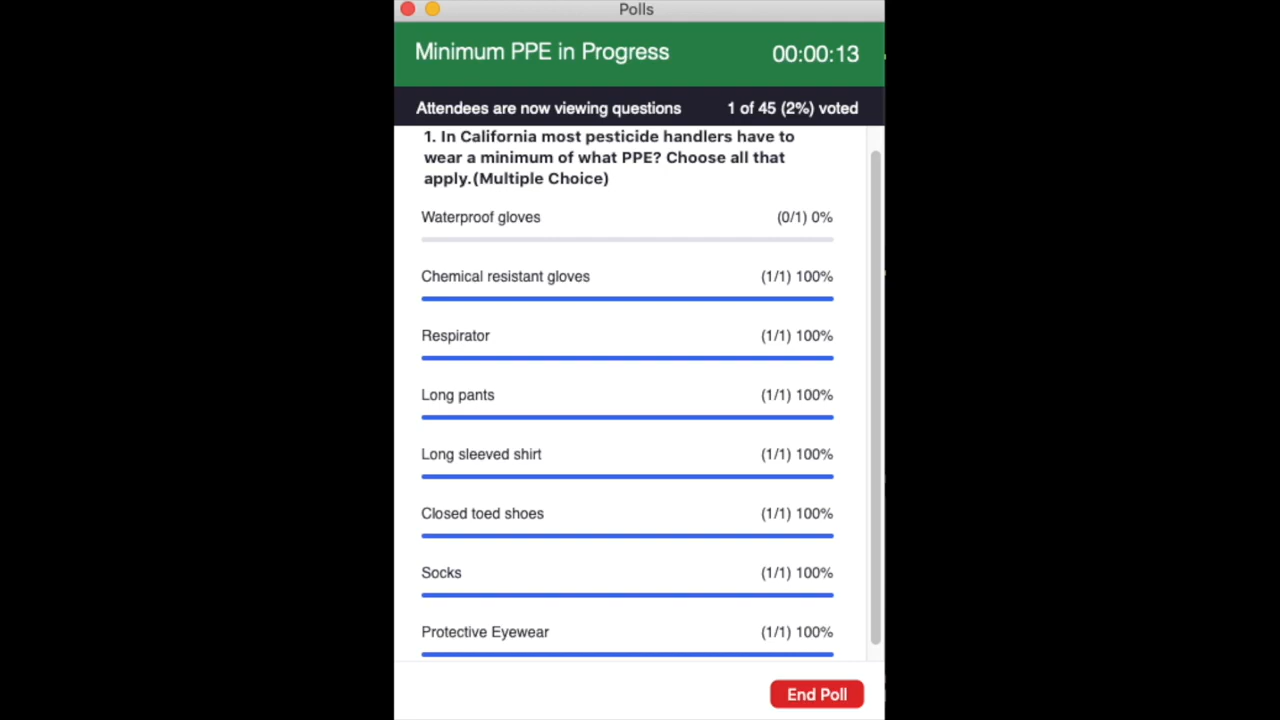 Polls
Minimum PPE in Progress 00:00:13
Attendees are now viewing questions 1 of 45 (2%) voted
1. In California most pesticide handlers have to
wear a minimum of what PPE? Choose all that
apply.(Multiple Choice)
Waterproof gloves (0/1) 0%
Chemical resistant gloves (1/1) 100%
Respirator (1/1) 100%
Long pants (1/1) 100%
Long sleeved shirt (1/1) 100%
Closed toed shoes (1/1) 100%
Socks (1/1) 100%
Protective Eyewear (1/1) 100%
End Poll